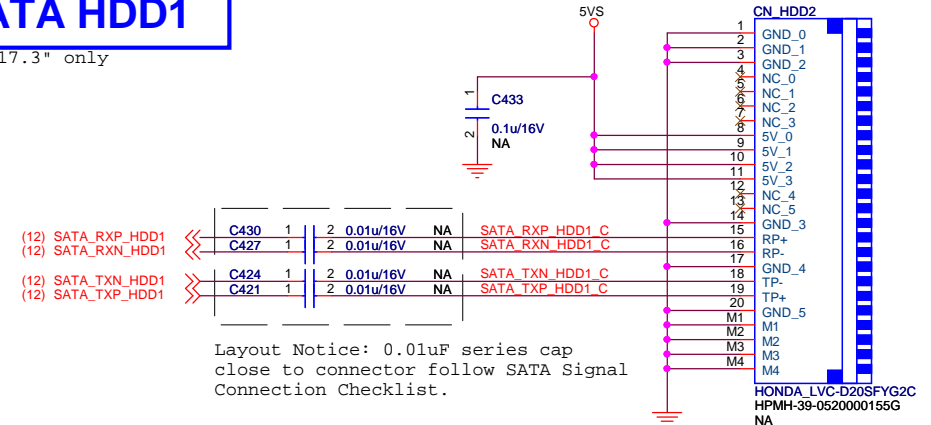 ATA HDD1
17.3" only
5VS
CN_HDD2
1 GND_0
2 GND_1
3 GND_2
4 NC_0
5 NC_1
6 NC_2
7 NC_3
8 5V_0
9 5V_1
10 5V_2
11 5V_3
12 NC_4
13 NC_5
14 GND_3
15 RP+
16 RP-
17 GND_4
18 TP-
19 TP+
20 GND_5
M1 M1
M2 M2
M3 M3
M4 M4
HONDA_LVC-D20SFYG2C
HPMH-39-0520000155G
NA
1
C433
0.1u/16V
2
NA
(12) SATA_RXP_HDD1 C430 1 2 0.01u/16V NA SATA_RXP_HDD1_C
(12) SATA_RXN_HDD1 C427 1 2 0.01u/16V NA SATA_RXN_HDD1_C
(12) SATA_TXN_HDD1 C424 1 2 0.01u/16V NA SATA_TXN_HDD1_C
(12) SATA_TXP_HDD1 C421 1 2 0.01u/16V NA SATA_TXP_HDD1_C
Layout Notice: 0.01uF series cap
close to connector follow SATA Signal
Connection Checklist.